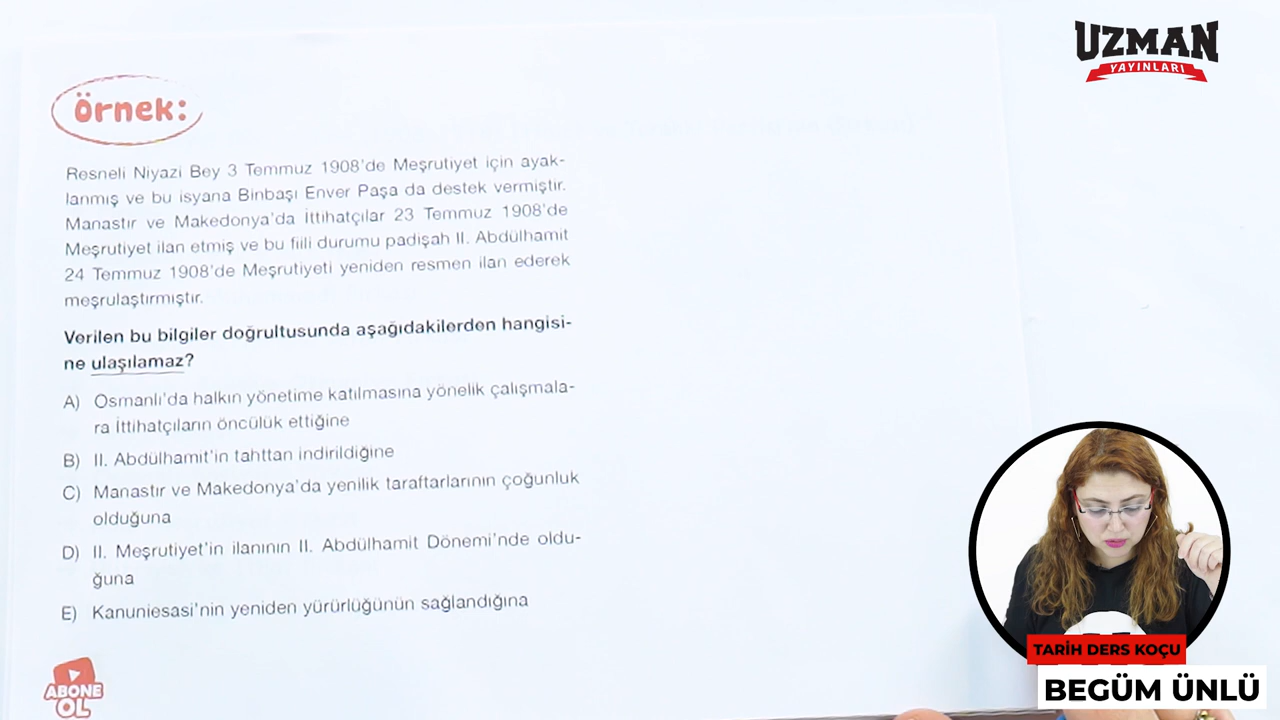 UZMAN
YAYINLARI
Örnek:
Resneli Niyazi Bey 3 Temmuz 1908'de Meşrutiyet için ayak-
lanmış ve bu isyana Binbaşı Enver Paşa da destek vermiştir.
Manastır ve Makedonya'da İttihatçılar 23 Temmuz 1908'de
Meşrutiyet ilan etmiş ve bu fiili durumu padişah II. Abdülhamit
24 Temmuz 1908'de Meşrutiyeti yeniden resmen ilan ederek
meşrulaştırmıştır.
Verilen bu bilgiler doğrultusunda aşağıdakilerden hangisi-
ne ulaşılamaz?
A) Osmanlı'da halkın yönetime katılmasına yönelik çalışmala-
ra İttihatçıların öncülük ettiğine
B) II. Abdülhamit'in tahttan indirildiğine
C) Manastır ve Makedonya'da yenilik taraftarlarının çoğunluk
olduğuna
D) II. Meşrutiyet'in ilanının II. Abdülhamit Dönemi'nde oldu-
ğuna
E) Kanuniesasi'nin yeniden yürürlüğünün sağlandığına
ABONE
OL
TARİH DERS KOÇU
BEGÜM ÜNLÜ